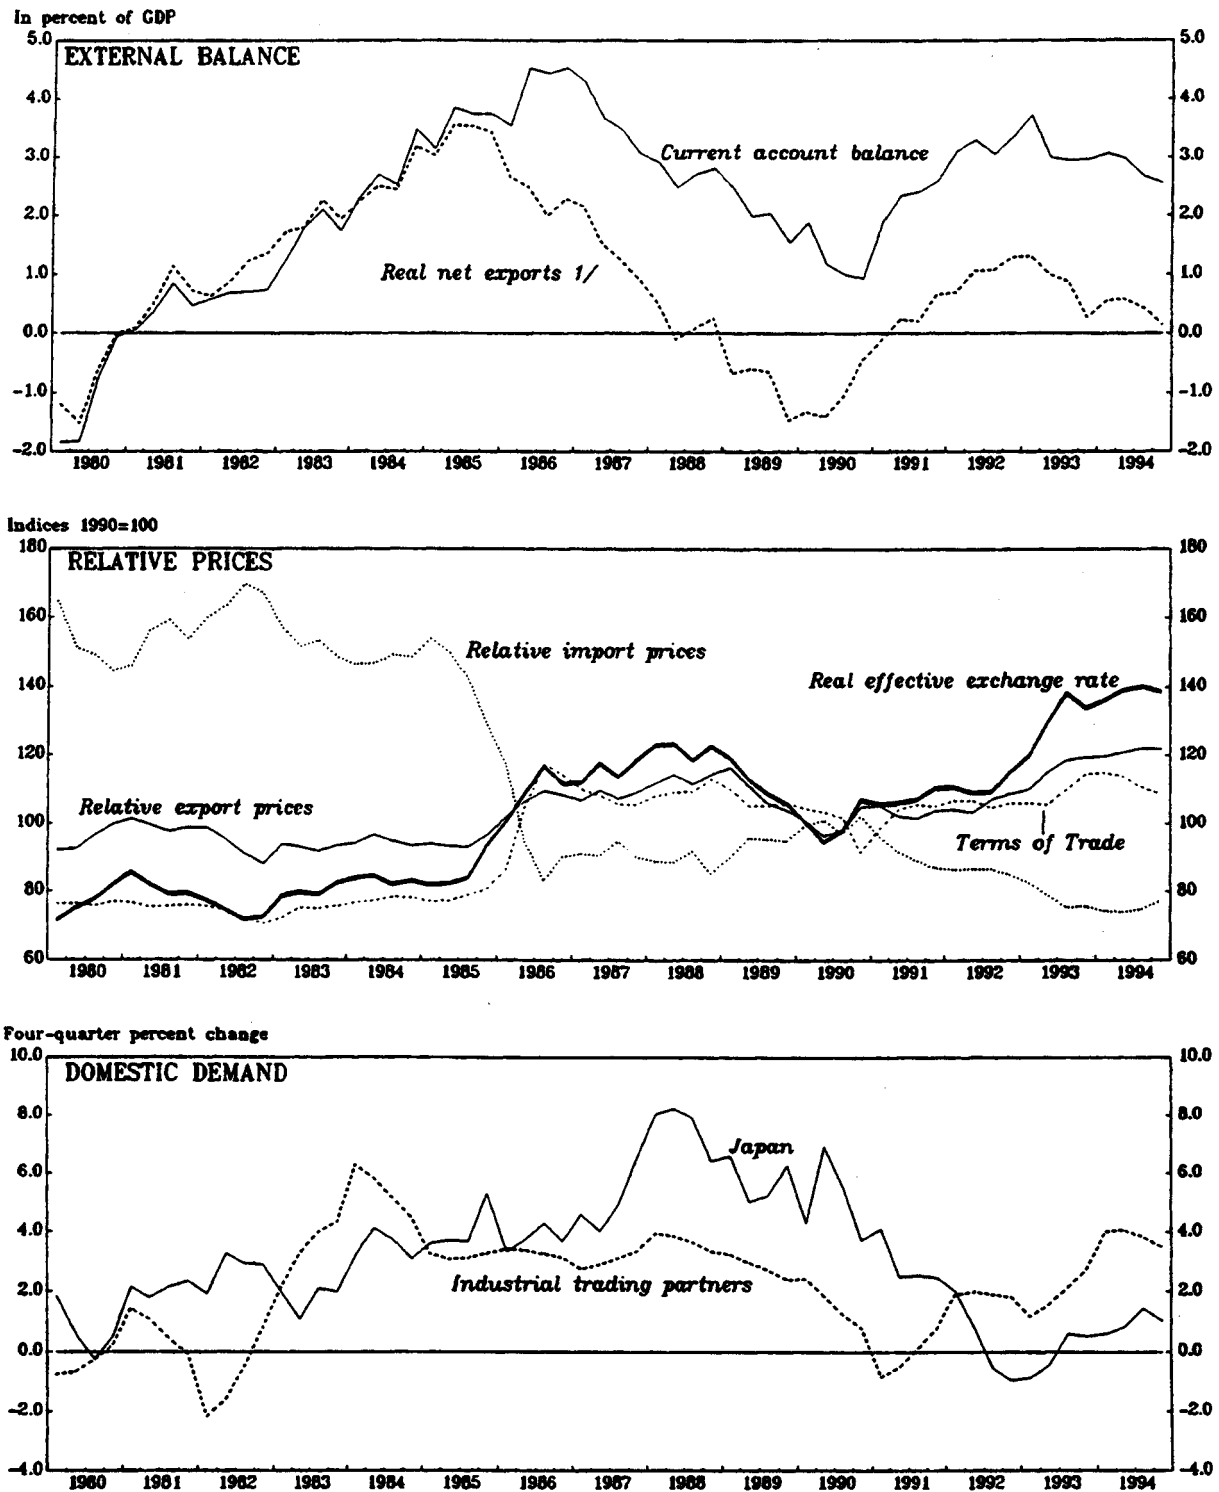 In percent of GDP
5.0 5.0
EXTERNAL BALANCE
4.0 4.0
Current account balance
3.0 3.0
2.0 2.0
Real net exports 1/
1.0 1.0
0.0 0.0
-1.0 -1.0
-2.0 -2.0
1980 1981 1982 1983 1984 1985 1986 1987 1988 1989 1990 1991 1992 1993 1994
Indices 1990=100
180 180
RELATIVE PRICES
160 160
Relative import prices
Real effective exchange rate
140 140
120 120
Relative export prices
100 100
Terms of Trade
80 80
60 60
1980 1981 1982 1983 1984 1985 1986 1987 1988 1989 1990 1991 1992 1993 1994
Four-quarter percent change
10.0 10.0
DOMESTIC DEMAND
8.0 8.0
Japan
6.0 6.0
4.0 4.0
Industrial trading partners
2.0 2.0
0.0 0.0
-2.0 -2.0
-4.0 -4.0
1980 1981 1982 1983 1984 1985 1986 1987 1988 1989 1990 1991 1992 1993 1994